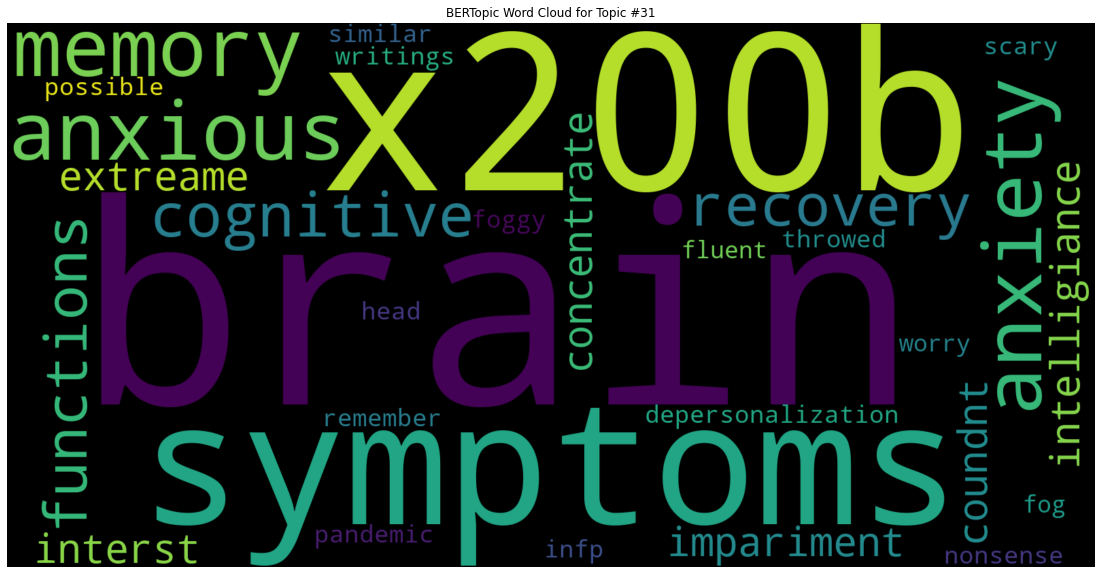 BERTopic Word Cloud for Topic #31
memory
similar
writings
x200b
scary
possible
anxious
extreame
concentrate
anxiety
cognitive
foggy
recovery
fluent
throwed
intelligiance
functions
brain
head
worry
remember
depersonalization
symptoms
coundnt
fog
interst
pandemic
infp
impariment
nonsense